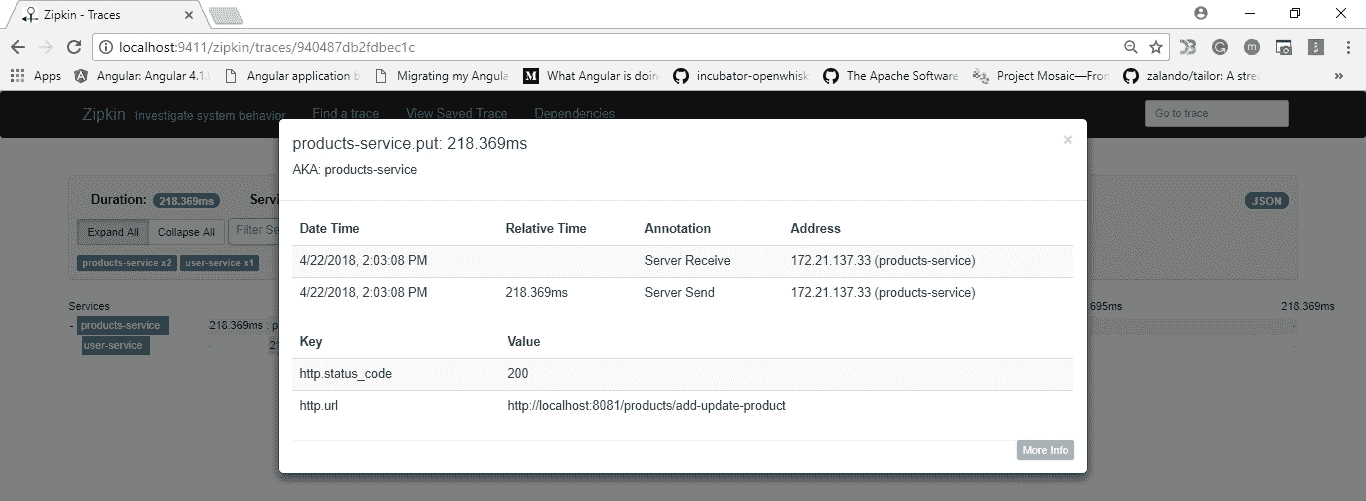 Zipkin - Traces
localhost:9411/zipkin/traces/940487db2fdbec1c
Apps Angular: Angular 4.1. Angular application b Migrating my Angula What Angular is doin incubator-openwhisk The Apache Software Project Mosaic—Fron zalando/tailor: A strea »
Zipkin Investigate system behavior Find a trace View Saved Trace Dependencies Go to trace
products-service.put: 218.369ms ×
AKA: products-service
Duration: 218.369ms Servi JSON
Expand All Collapse All Filter Se
products-service x2 user-service x1
Date Time Relative Time Annotation Address
4/22/2018, 2:03:08 PM Server Receive 172.21.137.33 (products-service)
4/22/2018, 2:03:08 PM 218.369ms Server Send 172.21.137.33 (products-service)
Services 695ms 218.369ms
- products-service 218.369ms : p
user-service 21
Key Value
http.status_code 200
http.url http://localhost:8081/products/add-update-product
More Info